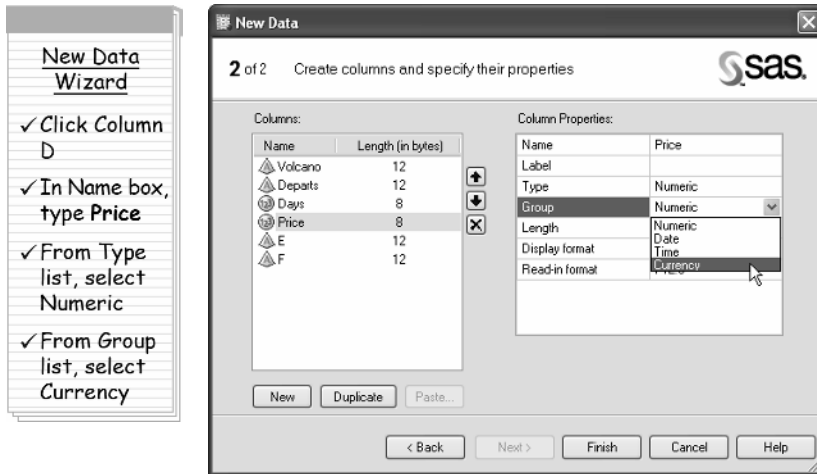 New Data
Wizard
✓ Click Column
D
✓ In Name box,
type Price
✓ From Type
list, select
Numeric
✓ From Group
list, select
Currency
New Data
2 of 2 Create columns and specify their properties
sas.
Columns:
Name Length (in bytes)
Volcano 12
Departs 12
Days 8
Price 8
E 12
F 12
New Duplicate Paste...
Column Properties:
Name Price
Label
Type Numeric
Group Numeric
Length
Display format
Read-in format
Numeric
Date
Time
Currency
< Back Next > Finish Cancel Help